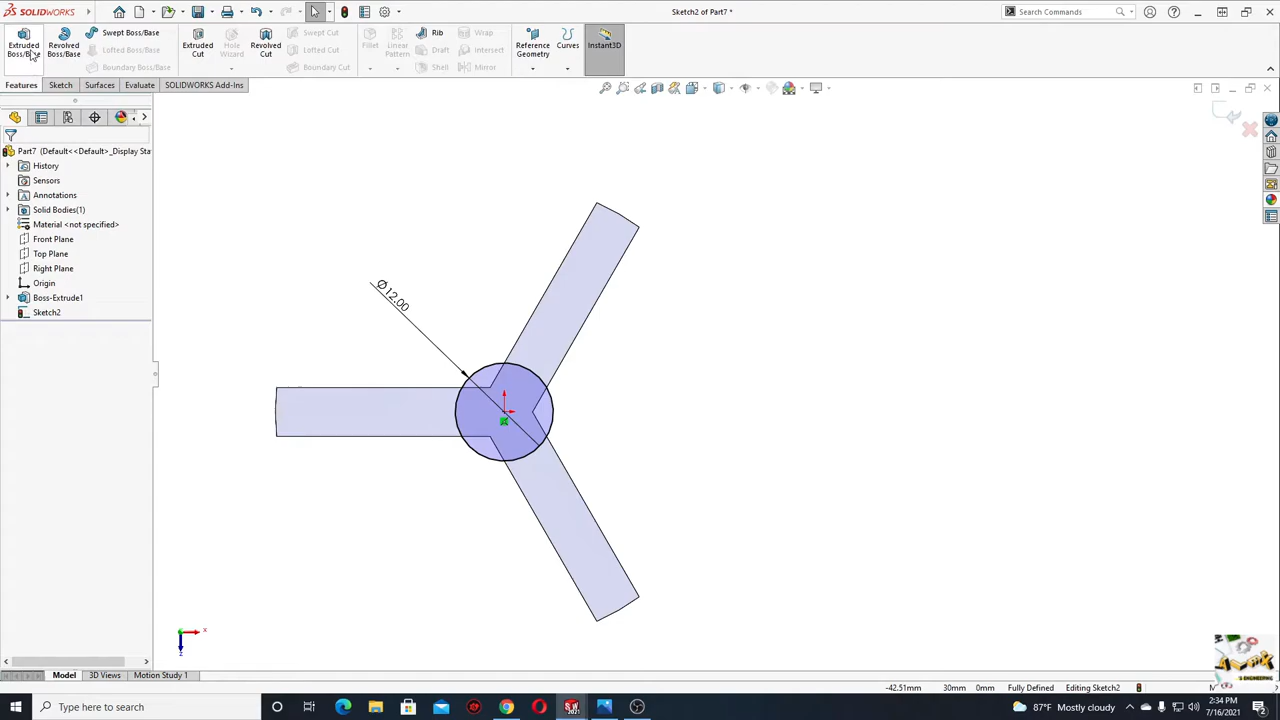 SOLIDWORKS
Sketch2 of Part7 *
Search Commands
Extruded Boss/Base
Revolved Boss/Base
Swept Boss/Base
Lofted Boss/Base
Boundary Boss/Base
Extruded Cut
Hole Wizard
Revolved Cut
Swept Cut
Lofted Cut
Boundary Cut
Fillet
Linear Pattern
Rib
Draft
Shell
Wrap
Intersect
Mirror
Reference Geometry
Curves
Instant3D
Features
Sketch
Surfaces
Evaluate
SOLIDWORKS Add-Ins
Part7 (Default<<Default>_Display Sta
History
Sensors
Annotations
Solid Bodies(1)
Material <not specified>
Front Plane
Top Plane
Right Plane
Origin
Boss-Extrude1
Sketch2
Ø12.00
x
z
Model
3D Views
Motion Study 1
-42.51mm
30mm
0mm
Fully Defined
Editing Sketch2
Type here to search
87°F Mostly cloudy
2:34 PM
7/16/2021